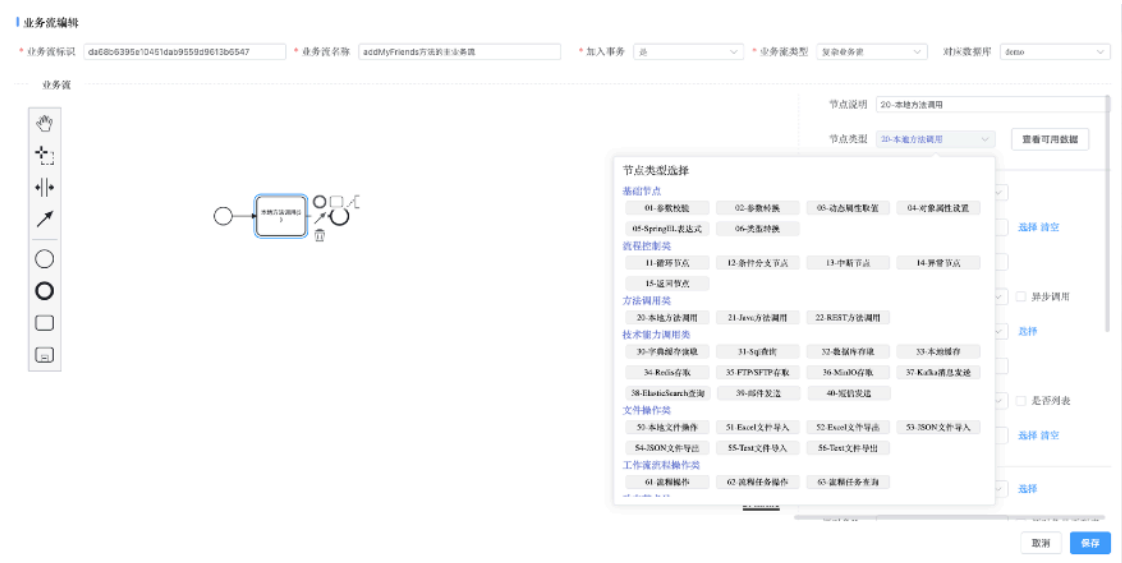 业务流编辑
* 业务流标识 da68b6395e10451dab9559d9613b6547 * 业务流名称 addMyFriends方法的主业务流 * 加入事务 是 * 业务流类型 复杂业务流 对应数据库 demo
业务流
节点说明 20-本地方法调用
节点类型 20-本地方法调用 查看可用数据
节点类型选择
基础节点
01-参数校验 02-参数转换 03-动态属性取值 04-对象属性设置
05-SpringEL表达式 06-类型转换
选择 清空
流程控制类
11-循环节点 12-条件分支节点 13-中断节点 14-异常节点
15-返回节点
异步调用
方法调用类
20-本地方法调用 21-Java方法调用 22-REST方法调用
选择
技术能力调用类
30-字典缓存读取 31-Sql查询 32-数据库存取 33-本地缓存
34-Redis存取 35-FTP/SFTP存取 36-MinIO存取 37-Kafka消息发送
38-ElasticSearch查询 39-邮件发送 40-短信发送
是否列表
文件操作类
50-本地文件操作 51-Excel文件导入 52-Excel文件导出 53-JSON文件导入
选择 清空
54-JSON文件导出 55-Text文件导入 56-Text文件导出
工作流流程操作类
61-流程操作 62-流程任务操作 63-流程任务查询
选择
取消 保存